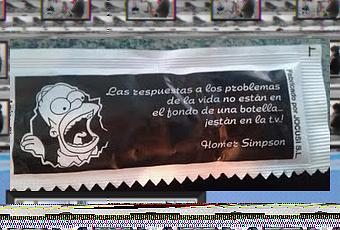 Las respuestas a los problemas
de la vida no están en
el fondo de una botella...
¡están en la tv!
Homer Simpson